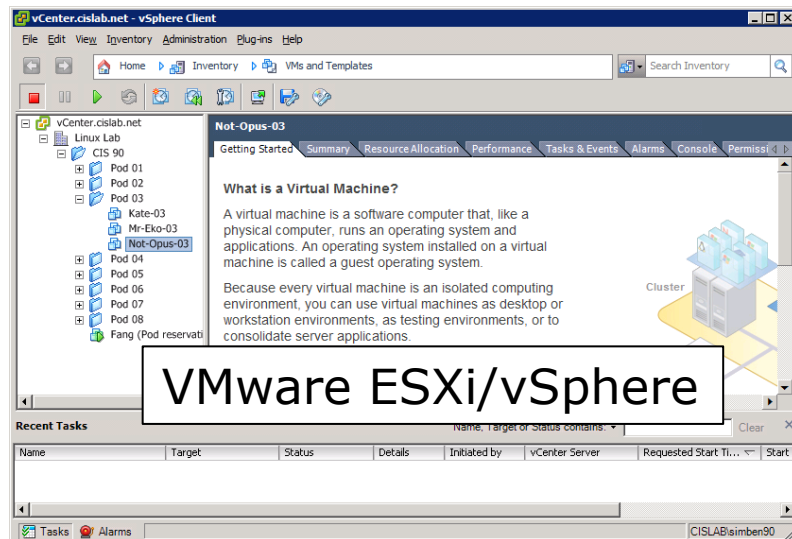 vCenter.cislab.net - vSphere Client
File Edit View Inventory Administration Plug-ins Help
Home Inventory VMs and Templates Search Inventory
vCenter.cislab.net
Linux Lab
CIS 90
Pod 01
Pod 02
Pod 03
Kate-03
Mr-Eko-03
Not-Opus-03
Pod 04
Pod 05
Pod 06
Pod 07
Pod 08
Fang (Pod reservati
Not-Opus-03
Getting Started Summary Resource Allocation Performance Tasks & Events Alarms Console Permissi
What is a Virtual Machine?
A virtual machine is a software computer that, like a
physical computer, runs an operating system and
applications. An operating system installed on a virtual
machine is called a guest operating system.
Because every virtual machine is an isolated computing
environment, you can use virtual machines as desktop or
workstation environments, as testing environments, or to
consolidate server applications.
Cluster
VMware ESXi/vSphere
Recent Tasks Name, Target or Status contains: Clear
Name Target Status Details Initiated by vCenter Server Requested Start Ti... Start
Tasks Alarms CISLAB\simben90